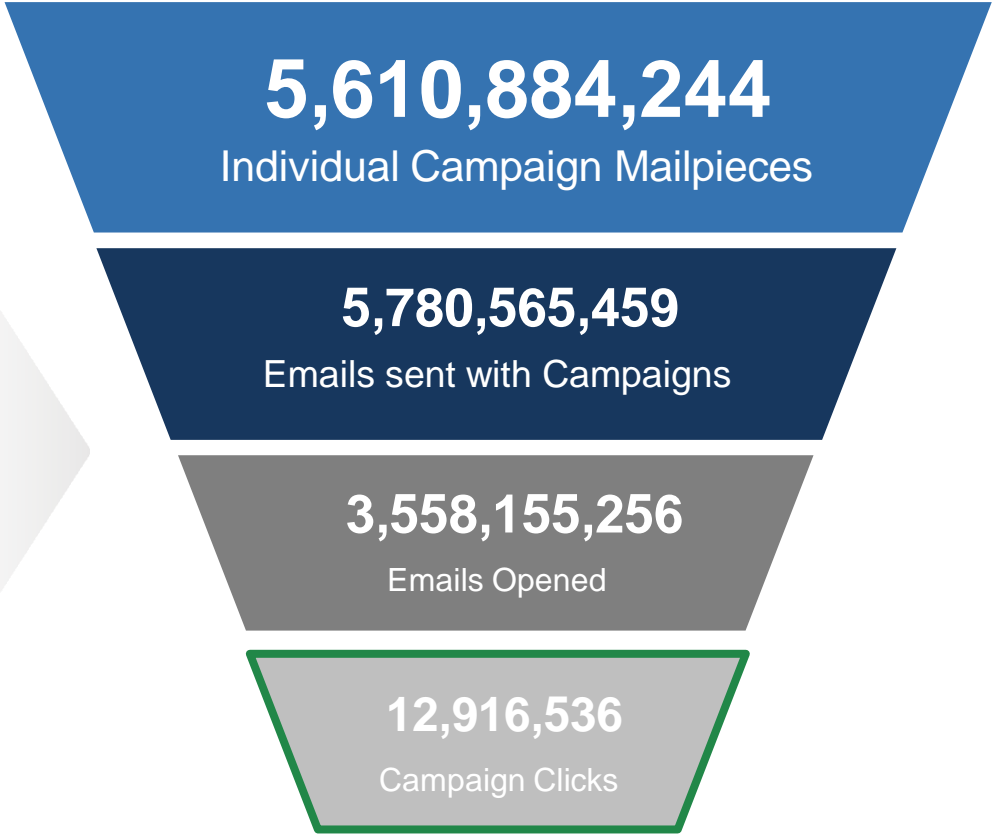 5,610,884,244
Individual Campaign Mailpieces
5,780,565,459
Emails sent with Campaigns
3,558,155,256
Emails Opened
12,916,536
Campaign Clicks